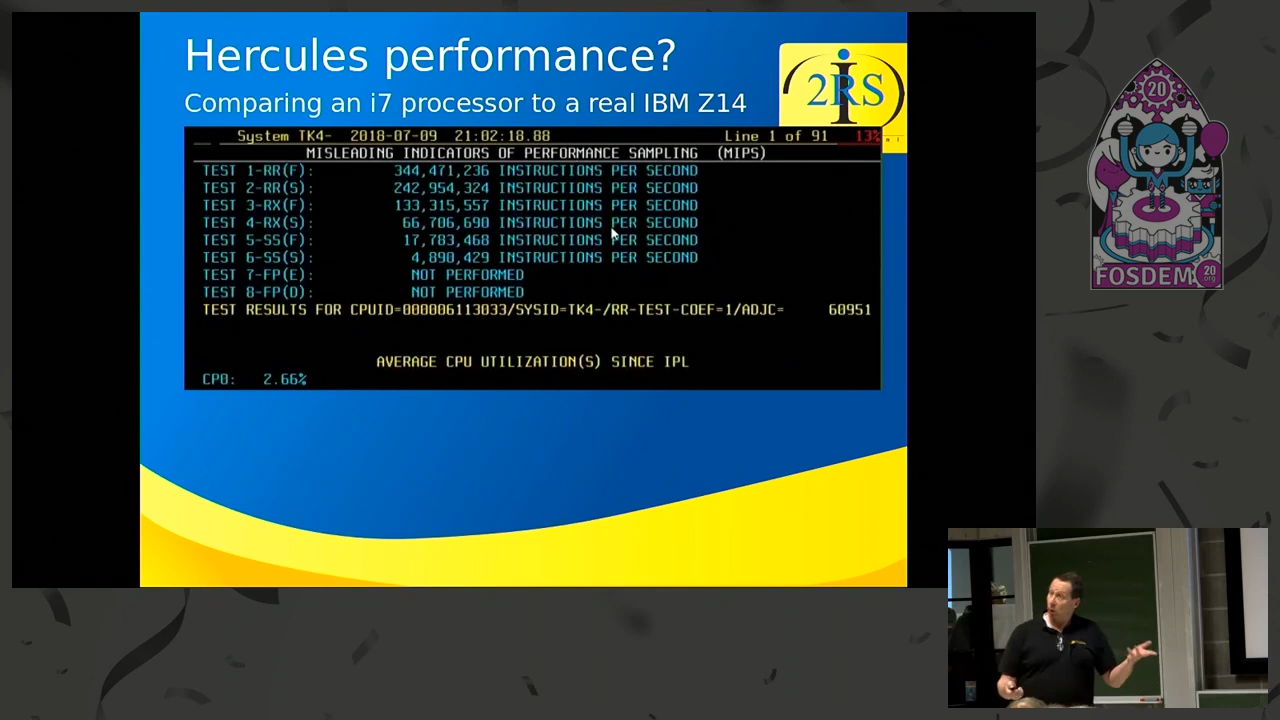 Hercules performance?
Comparing an i7 processor to a real IBM Z14
2RS
i
System TK4- 2018-07-09 21:02:18.88 Line 1 of 91 13%
MISLEADING INDICATORS OF PERFORMANCE SAMPLING (MIPS)
TEST 1-RR(F): 344,471,236 INSTRUCTIONS PER SECOND
TEST 2-RR(S): 242,954,324 INSTRUCTIONS PER SECOND
TEST 3-RX(F): 133,315,557 INSTRUCTIONS PER SECOND
TEST 4-RX(S): 66,706,690 INSTRUCTIONS PER SECOND
TEST 5-SS(F): 17,783,468 INSTRUCTIONS PER SECOND
TEST 6-SS(S): 4,890,429 INSTRUCTIONS PER SECOND
TEST 7-FP(E): NOT PERFORMED
TEST 8-FP(D): NOT PERFORMED
TEST RESULTS FOR CPUID=000006113033/SYSID=TK4-/RR-TEST-COEF=1/ADJC= 60951
AVERAGE CPU UTILIZATION(S) SINCE IPL
CP0: 2.66%
20
FOSDEM
20
.org